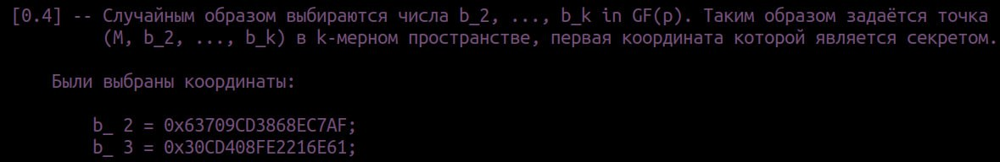 [0.4] -- Случайным образом выбираются числа b_2, ..., b_k in GF(p). Таким образом задаётся точка
(M, b_2, ..., b_k) в k-мерном пространстве, первая координата которой является секретом.
Были выбраны координаты:
b_ 2 = 0x63709CD3868EC7AF;
b_ 3 = 0x30CD408FE2216E61;